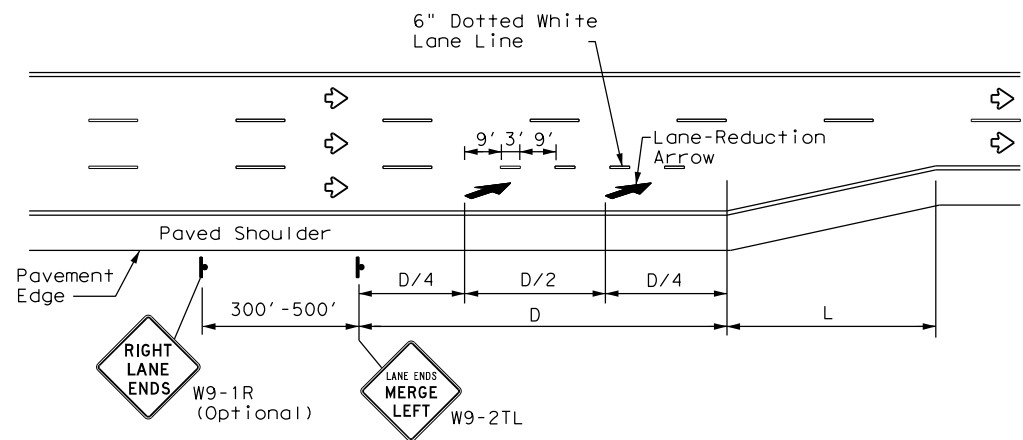 6" Dotted White
Lane Line
9' 3' 9'
Lane-Reduction
Arrow
Paved Shoulder
Pavement
Edge
D/4 D/2 D/4
300'-500' D L
RIGHT
LANE
ENDS
W9-1R
(Optional)
LANE ENDS
MERGE
LEFT
W9-2TL